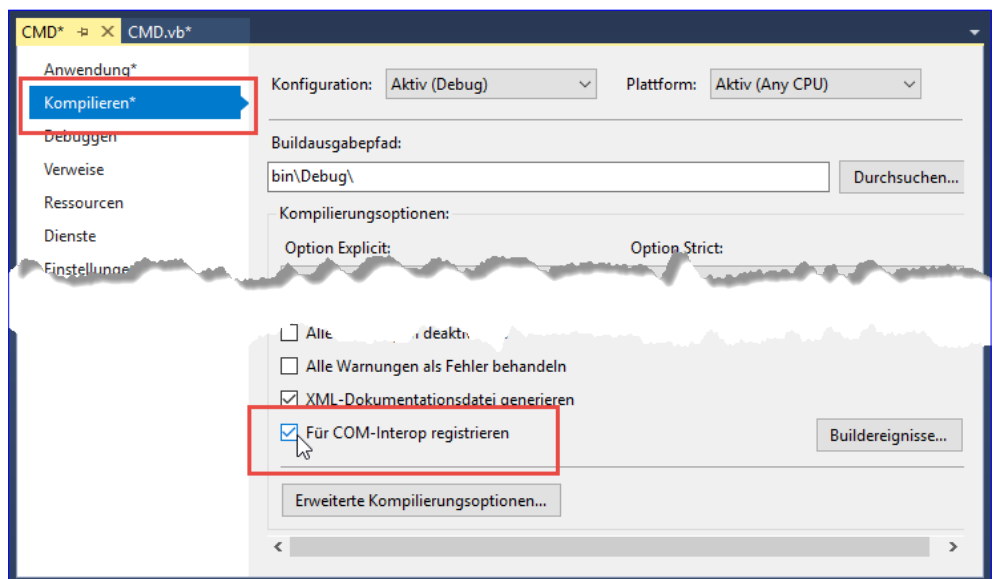 CMD* CMD.vb*
Anwendung*
Kompilieren*
Debuggen
Verweise
Ressourcen
Dienste
Konfiguration: Aktiv (Debug) Plattform: Aktiv (Any CPU)
Buildausgabepfad:
bin\Debug\ Durchsuchen...
Kompilierungsoptionen:
Option Explicit: Option Strict:
Alle Warnungen als Fehler behandeln
XML-Dokumentationsdatei generieren
Für COM-Interop registrieren Buildereignisse...
Erweiterte Kompilierungsoptionen...